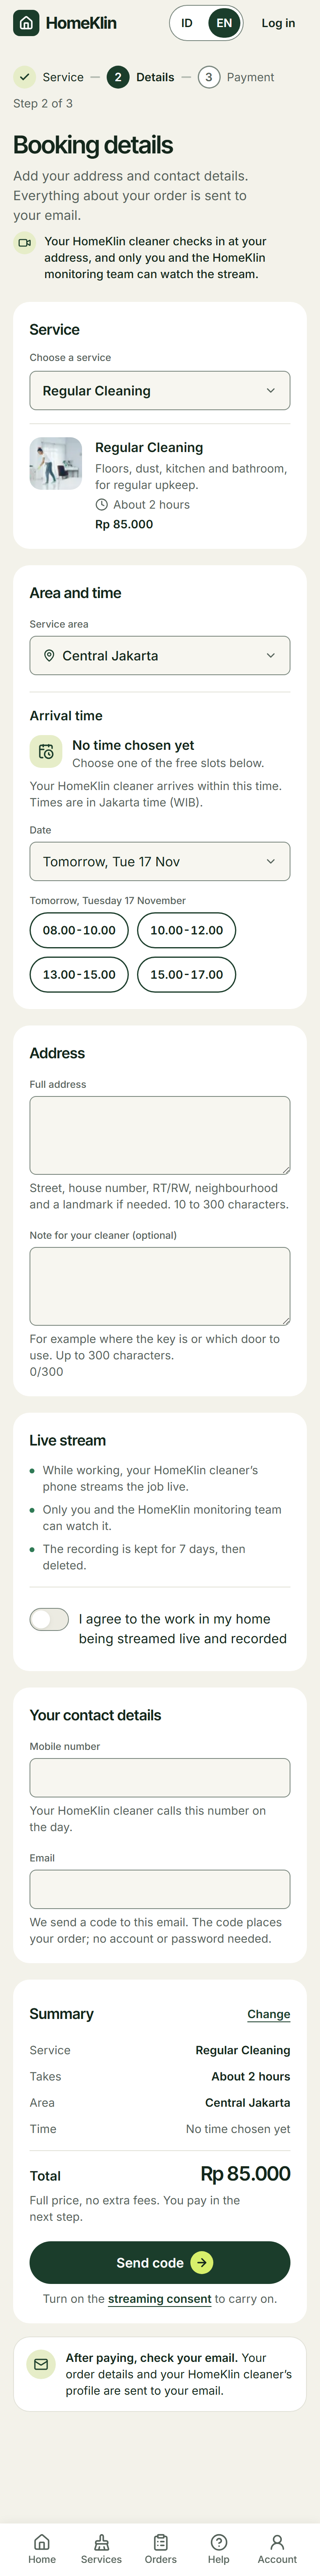 HomeKlin
ID EN Log in
Service 2 Details 3 Payment
Step 2 of 3
Booking details
Add your address and contact details.
Everything about your order is sent to
your email.
Your HomeKlin cleaner checks in at your
address, and only you and the HomeKlin
monitoring team can watch the stream.
Service
Choose a service
Regular Cleaning
Regular Cleaning
Floors, dust, kitchen and bathroom,
for regular upkeep.
About 2 hours
Rp 85.000
Area and time
Service area
Central Jakarta
Arrival time
No time chosen yet
Choose one of the free slots below.
Your HomeKlin cleaner arrives within this time.
Times are in Jakarta time (WIB).
Date
Tomorrow, Tue 17 Nov
Tomorrow, Tuesday 17 November
08.00-10.00 10.00-12.00
13.00-15.00 15.00-17.00
Address
Full address
Street, house number, RT/RW, neighbourhood
and a landmark if needed. 10 to 300 characters.
Note for your cleaner (optional)
For example where the key is or which door to
use. Up to 300 characters.
0/300
Live stream
While working, your HomeKlin cleaner's
phone streams the job live.
Only you and the HomeKlin monitoring team
can watch it.
The recording is kept for 7 days, then
deleted.
I agree to the work in my home
being streamed live and recorded
Your contact details
Mobile number
Your HomeKlin cleaner calls this number on
the day.
Email
We send a code to this email. The code places
your order; no account or password needed.
Summary Change
Service Regular Cleaning
Takes About 2 hours
Area Central Jakarta
Time No time chosen yet
Total Rp 85.000
Full price, no extra fees. You pay in the
next step.
Send code
Turn on the streaming consent to carry on.
After paying, check your email. Your
order details and your HomeKlin cleaner's
profile are sent to your email.
Home Services Orders Help Account